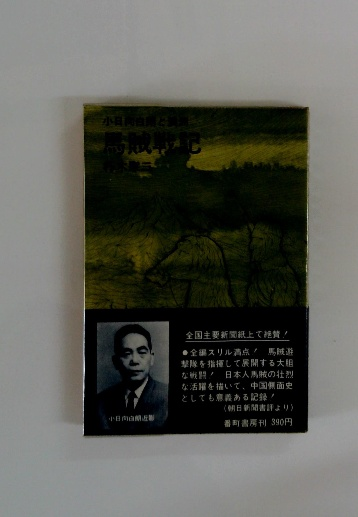 小日向白朗と満洲
馬賊戦記
朽木寒三
全国主要新聞紙上で絶賛！
●全編スリル満点！ 馬賊遊
撃隊を指揮して展開する大胆
な戦闘！ 日本人馬賊の壮烈
な活躍を描いて、中国側面史
としても意義ある記録！
（朝日新聞書評より）
番町書房刊 390円
小日向白朗近影